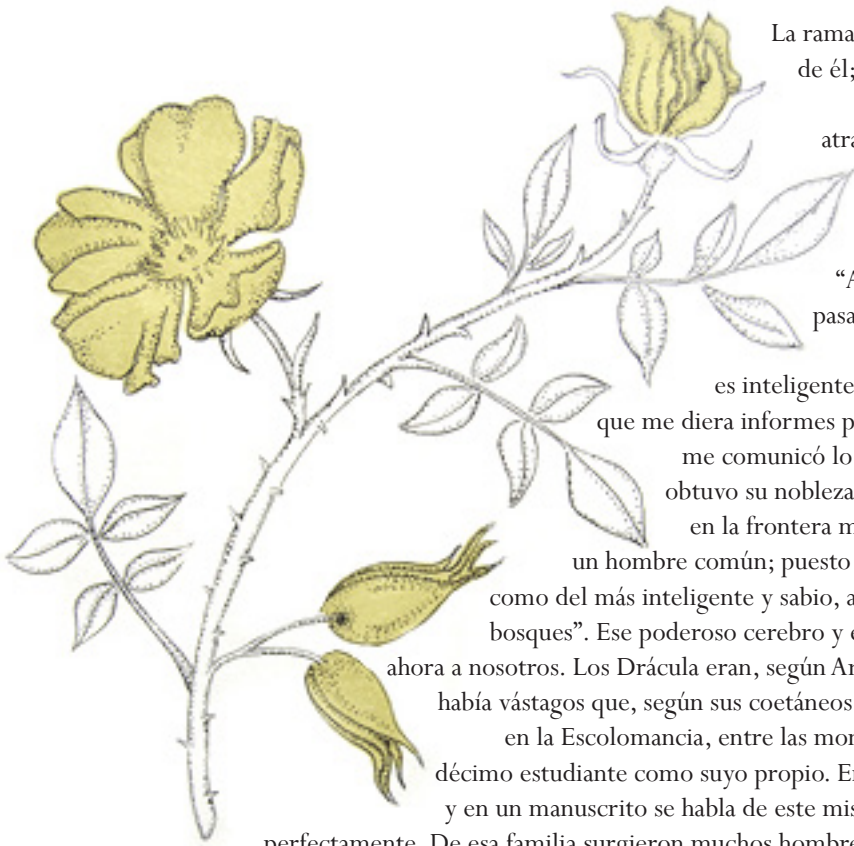 La rama
de él;
atra
“A
pasa
es inteligente
que me diera informes p
me comunicó lo
obtuvo su nobleza
en la frontera m
un hombre común; puesto
como del más inteligente y sabio, a
bosques”. Ese poderoso cerebro y e
ahora a nosotros. Los Drácula eran, según Ar
había vástagos que, según sus coetáneos
en la Escolomancia, entre las mon
décimo estudiante como suyo propio. En
y en un manuscrito se habla de este mis
perfectamente. De esa familia surgieron muchos hombre